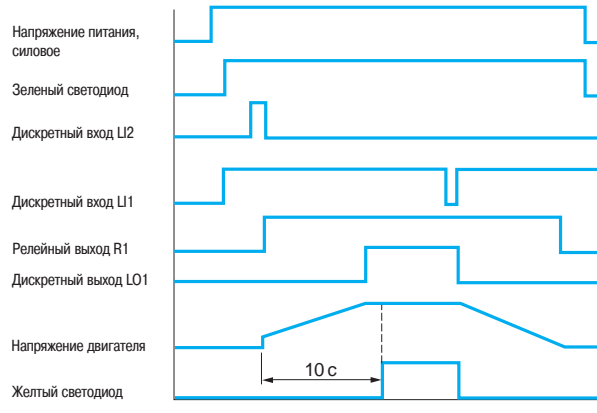 Напряжение питания,
силовое
Зеленый светодиод
Дискретный вход LI2
Дискретный вход LI1
Релейный выход R1
Дискретный выход LO1
Напряжение двигателя
10 с
Желтый светодиод